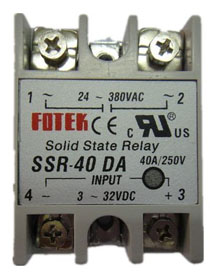 1 ~ 24 ~ 380VAC ~ 2
FOTEK CE c RU US
Solid State Relay
SSR-40 DA 40A/250V
INPUT
4 - 3 ~ 32VDC + 3